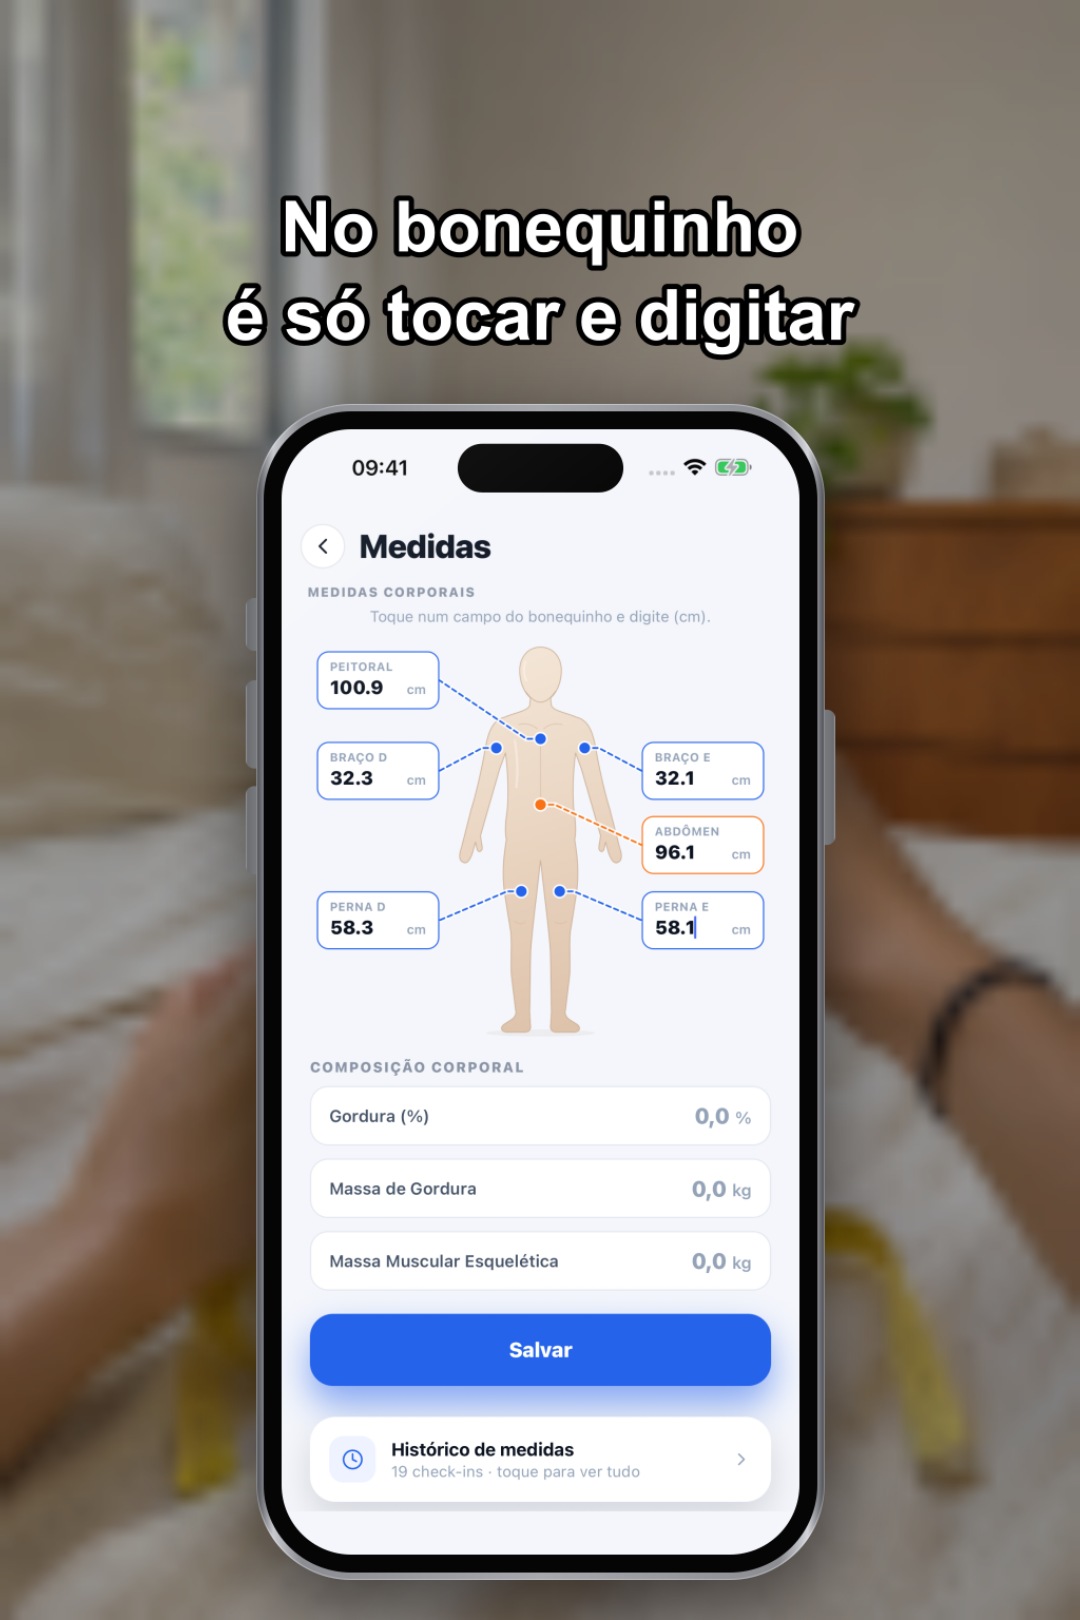 No bonequinho
é só tocar e digitar
09:41
Medidas
MEDIDAS CORPORAIS
Toque num campo do bonequinho e digite (cm).
PEITORAL
100.9 cm
BRAÇO D
32.3 cm
BRAÇO E
32.1 cm
ABDÔMEN
96.1 cm
PERNA D
58.3 cm
PERNA E
58.1 cm
COMPOSIÇÃO CORPORAL
Gordura (%) 0,0 %
Massa de Gordura 0,0 kg
Massa Muscular Esquelética 0,0 kg
Salvar
Histórico de medidas
19 check-ins · toque para ver tudo